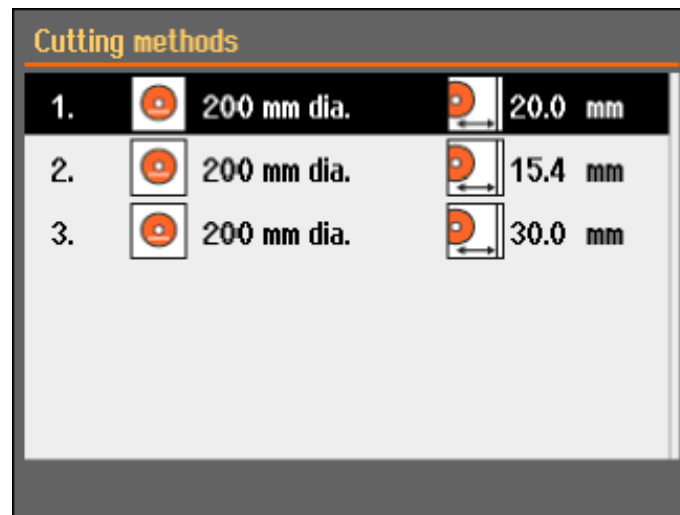 Cutting methods
1. 200 mm dia. 20.0 mm
2. 200 mm dia. 15.4 mm
3. 200 mm dia. 30.0 mm